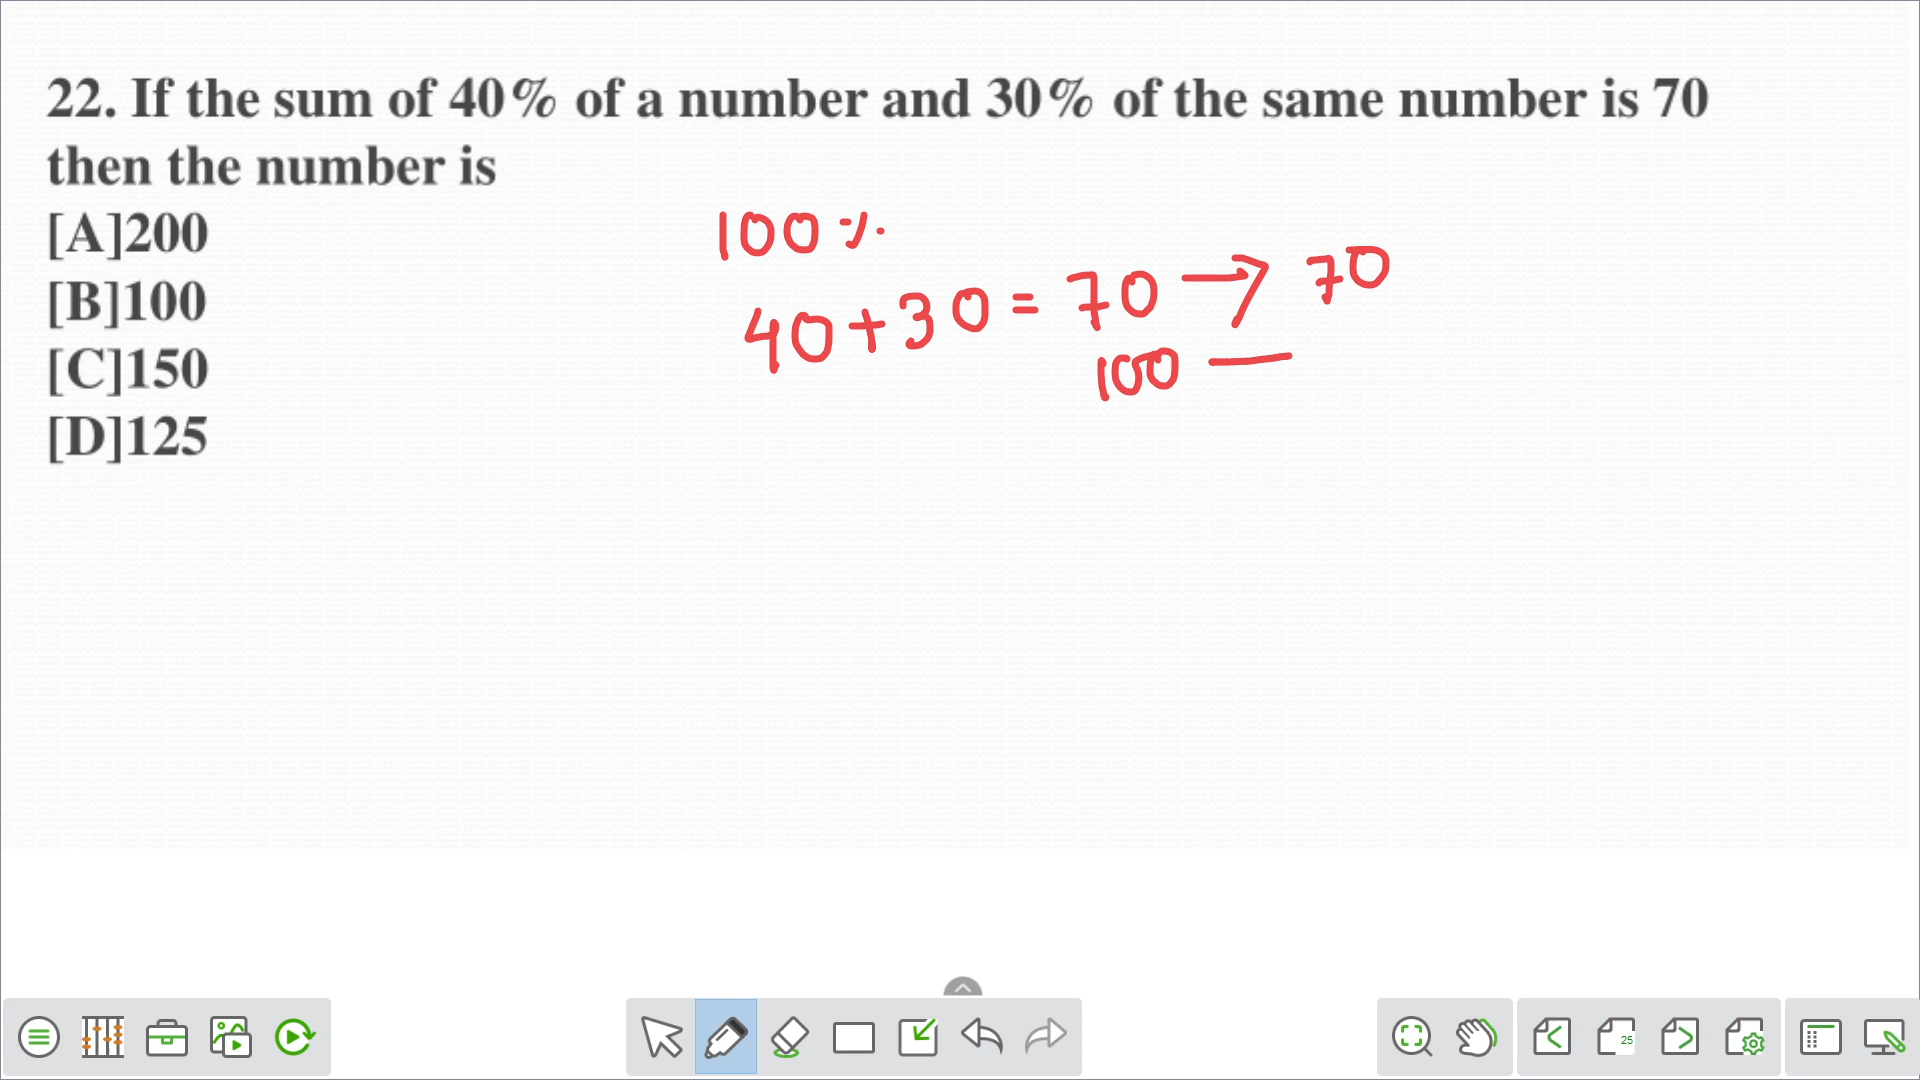 22. If the sum of 40% of a number and 30% of the same number is 70
then the number is
[A]200
[B]100
[C]150
[D]125
100%
40+30 = 70 → 70
100 —
25